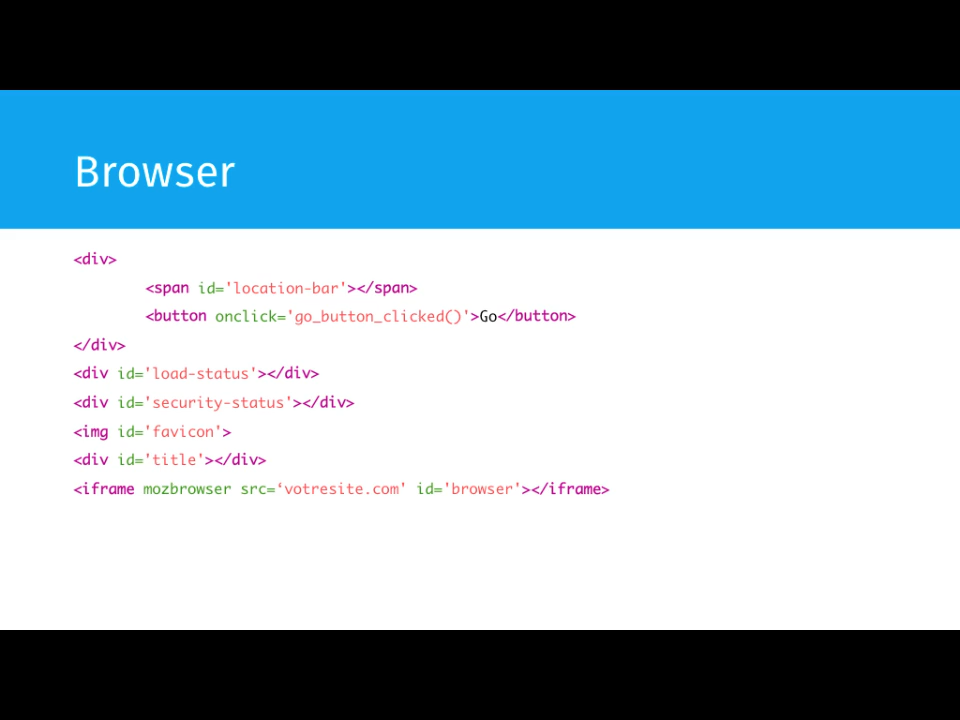 Browser
<div>
<span id='location-bar'></span>
<button onclick='go_button_clicked()'>Go</button>
</div>
<div id='load-status'></div>
<div id='security-status'></div>
<img id='favicon'>
<div id='title'></div>
<iframe mozbrowser src=‘votresite.com' id='browser'></iframe>